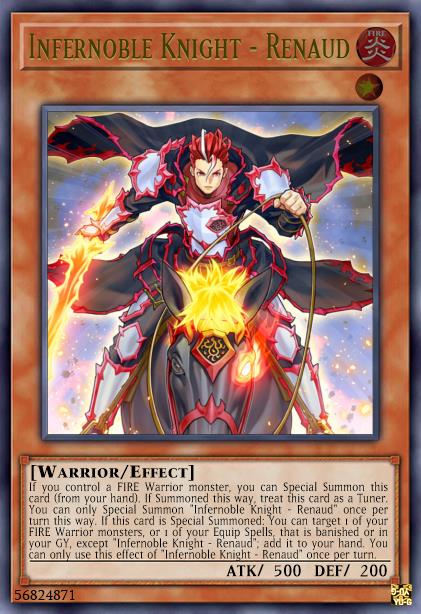 INFERNOBLE KNIGHT - RENAUD
FIRE
炎
[WARRIOR/EFFECT]
If you control a FIRE Warrior monster, you can Special Summon this
card (from your hand). If Summoned this way, treat this card as a Tuner.
You can only Special Summon "Infernoble Knight - Renaud" once per
turn this way. If this card is Special Summoned: You can target 1 of your
FIRE Warrior monsters, or 1 of your Equip Spells, that is banished or in
your GY, except "Infernoble Knight - Renaud"; add it to your hand. You
can only use this effect of "Infernoble Knight - Renaud" once per turn.
ATK/ 500 DEF/ 200
56824871